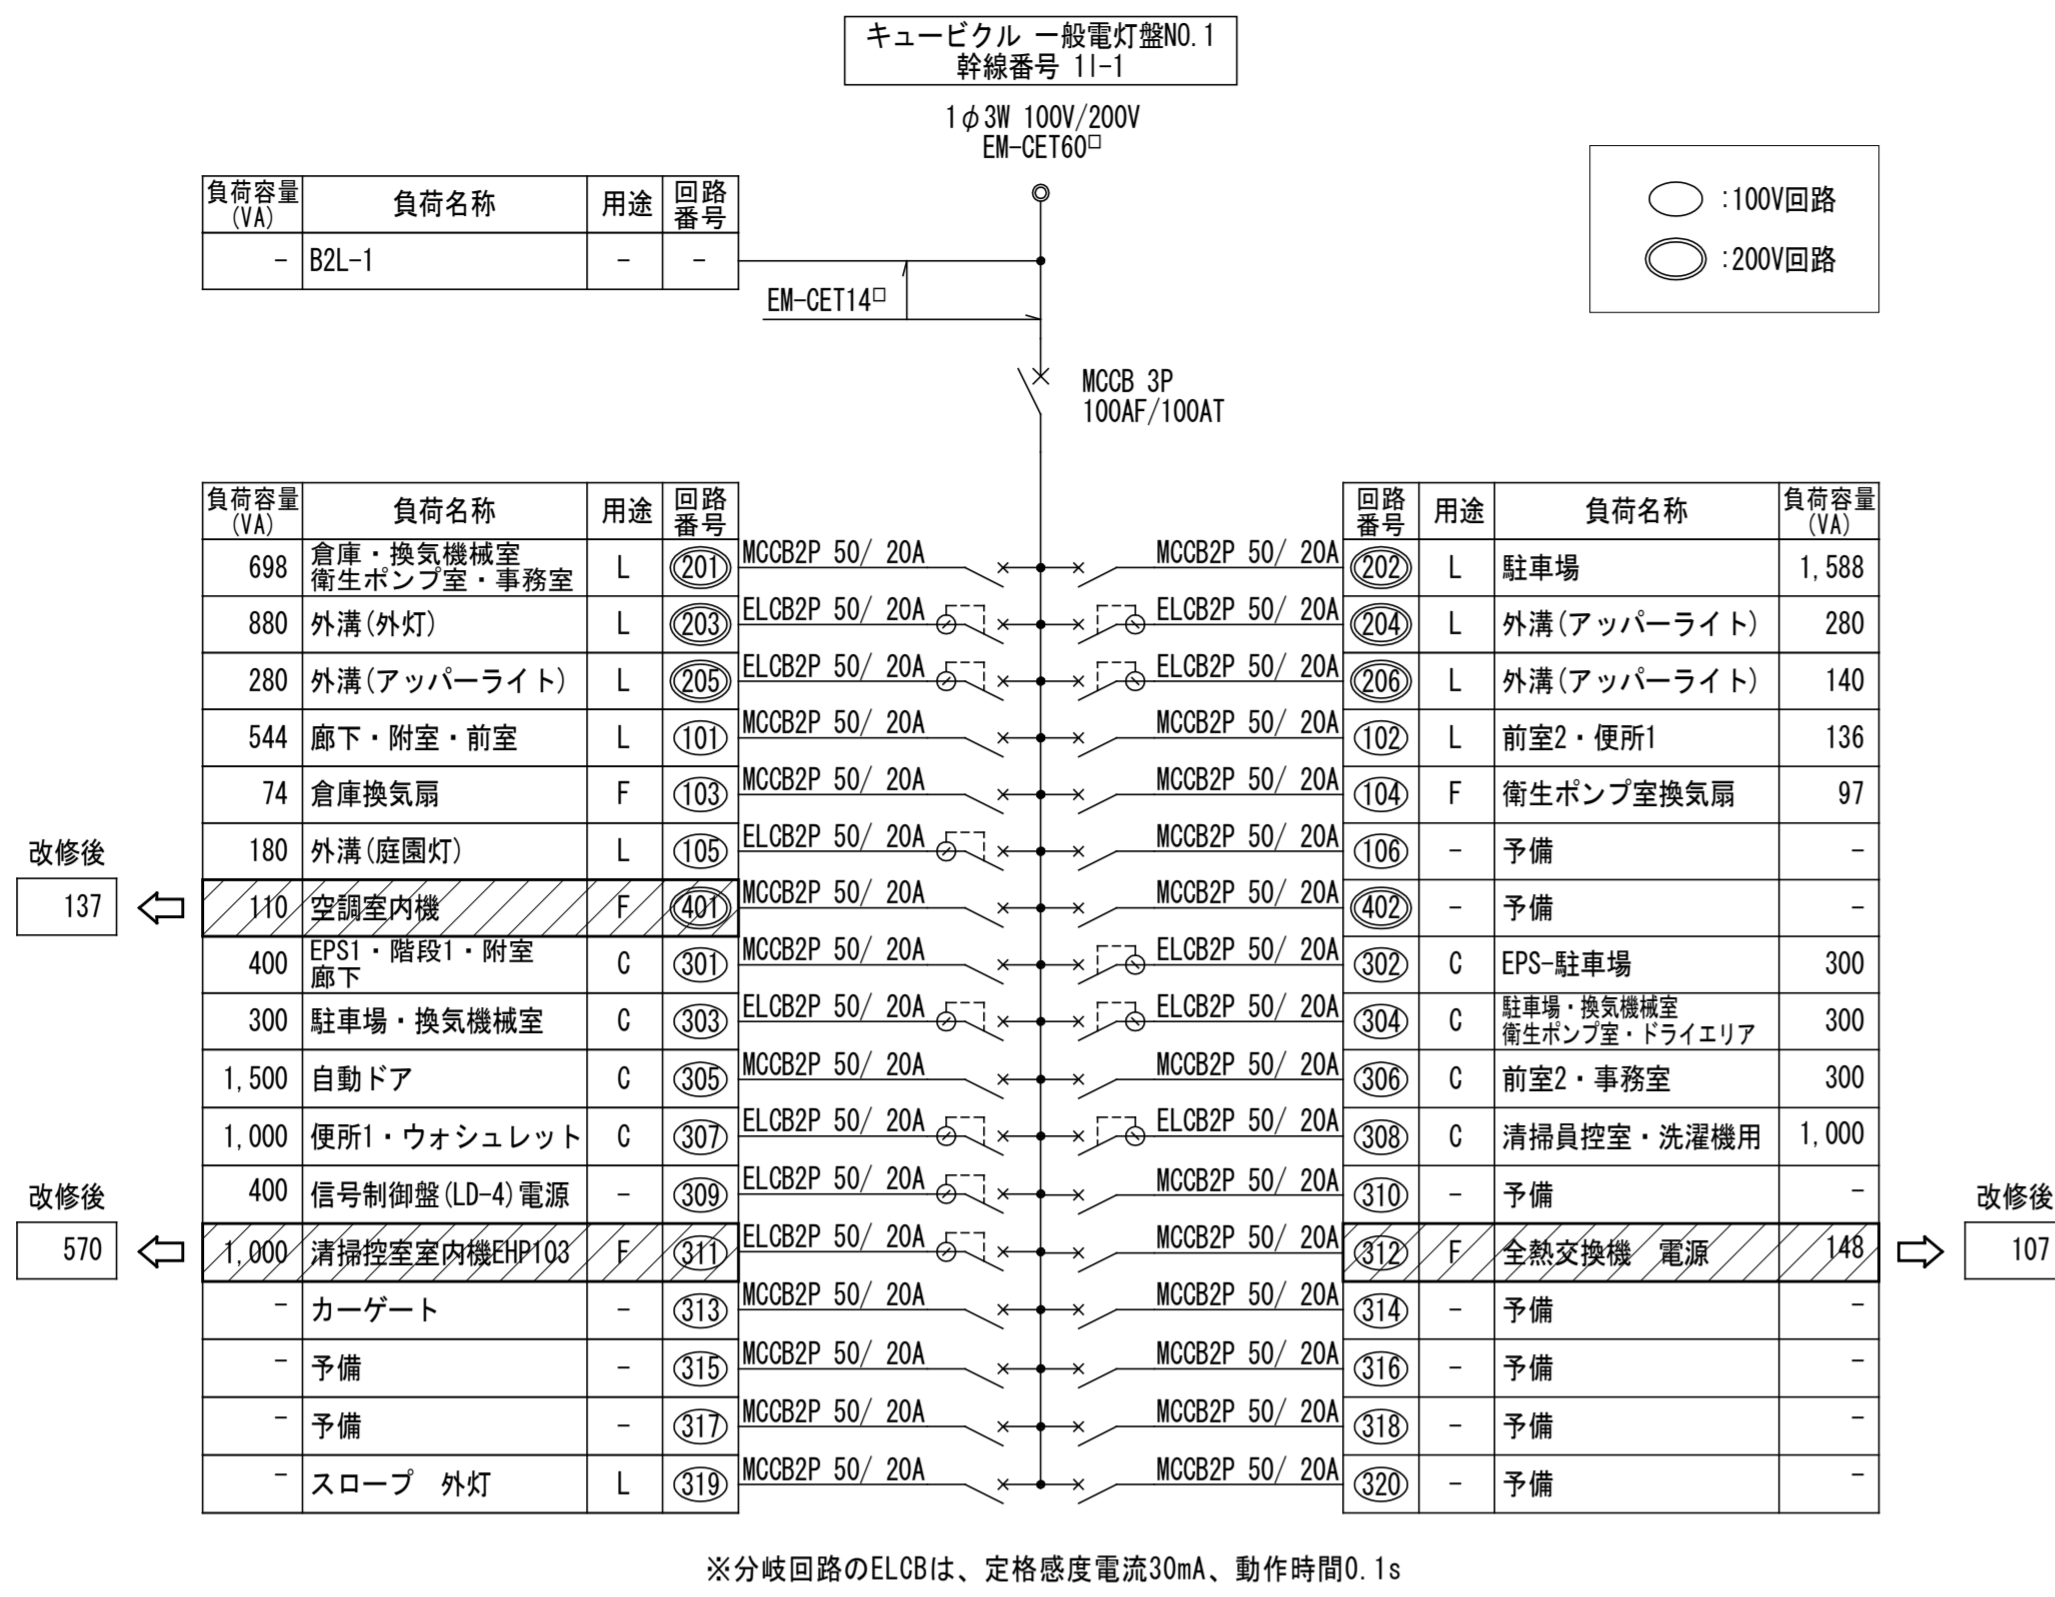 キュービクル 一般電灯盤NO.1
幹線番号 1l-1
1φ3W 100V/200V
EM-CET60□
:100V回路
:200V回路
負荷容量(VA) 負荷名称 用途 回路番号
- B2L-1 - -
EM-CET14□
MCCB 3P
100AF/100AT
負荷容量(VA) 負荷名称 用途 回路番号 回路番号 用途 負荷名称 負荷容量(VA)
698 倉庫・換気機械室 衛生ポンプ室・事務室 L 201 MCCB2P 50/ 20A MCCB2P 50/ 20A 202 L 駐車場 1,588
880 外溝(外灯) L 203 ELCB2P 50/ 20A ELCB2P 50/ 20A 204 L 外溝(アッパーライト) 280
280 外溝(アッパーライト) L 205 ELCB2P 50/ 20A ELCB2P 50/ 20A 206 L 外溝(アッパーライト) 140
544 廊下・附室・前室 L 101 MCCB2P 50/ 20A MCCB2P 50/ 20A 102 L 前室2・便所1 136
74 倉庫換気扇 F 103 MCCB2P 50/ 20A MCCB2P 50/ 20A 104 F 衛生ポンプ室換気扇 97
180 外溝(庭園灯) L 105 ELCB2P 50/ 20A MCCB2P 50/ 20A 106 - 予備 -
改修後
137 110 空調室内機 F 401 MCCB2P 50/ 20A MCCB2P 50/ 20A 402 - 予備 -
400 EPS1・階段1・附室 廊下 C 301 MCCB2P 50/ 20A ELCB2P 50/ 20A 302 C EPS-駐車場 300
300 駐車場・換気機械室 C 303 ELCB2P 50/ 20A ELCB2P 50/ 20A 304 C 駐車場・換気機械室 衛生ポンプ室・ドライエリア 300
1,500 自動ドア C 305 MCCB2P 50/ 20A MCCB2P 50/ 20A 306 C 前室2・事務室 300
1,000 便所1・ウォシュレット C 307 ELCB2P 50/ 20A ELCB2P 50/ 20A 308 C 清掃員控室・洗濯機用 1,000
400 信号制御盤(LD-4)電源 - 309 ELCB2P 50/ 20A MCCB2P 50/ 20A 310 - 予備 -
改修後 改修後
570 1,000 清掃控室室内機EHP103 F 311 ELCB2P 50/ 20A MCCB2P 50/ 20A 312 F 全熱交換機 電源 148 107
- カーゲート - 313 MCCB2P 50/ 20A MCCB2P 50/ 20A 314 - 予備 -
- 予備 - 315 MCCB2P 50/ 20A MCCB2P 50/ 20A 316 - 予備 -
- 予備 - 317 MCCB2P 50/ 20A MCCB2P 50/ 20A 318 - 予備 -
- スロープ 外灯 L 319 MCCB2P 50/ 20A MCCB2P 50/ 20A 320 - 予備 -
※分岐回路のELCBは、定格感度電流30mA、動作時間0.1s